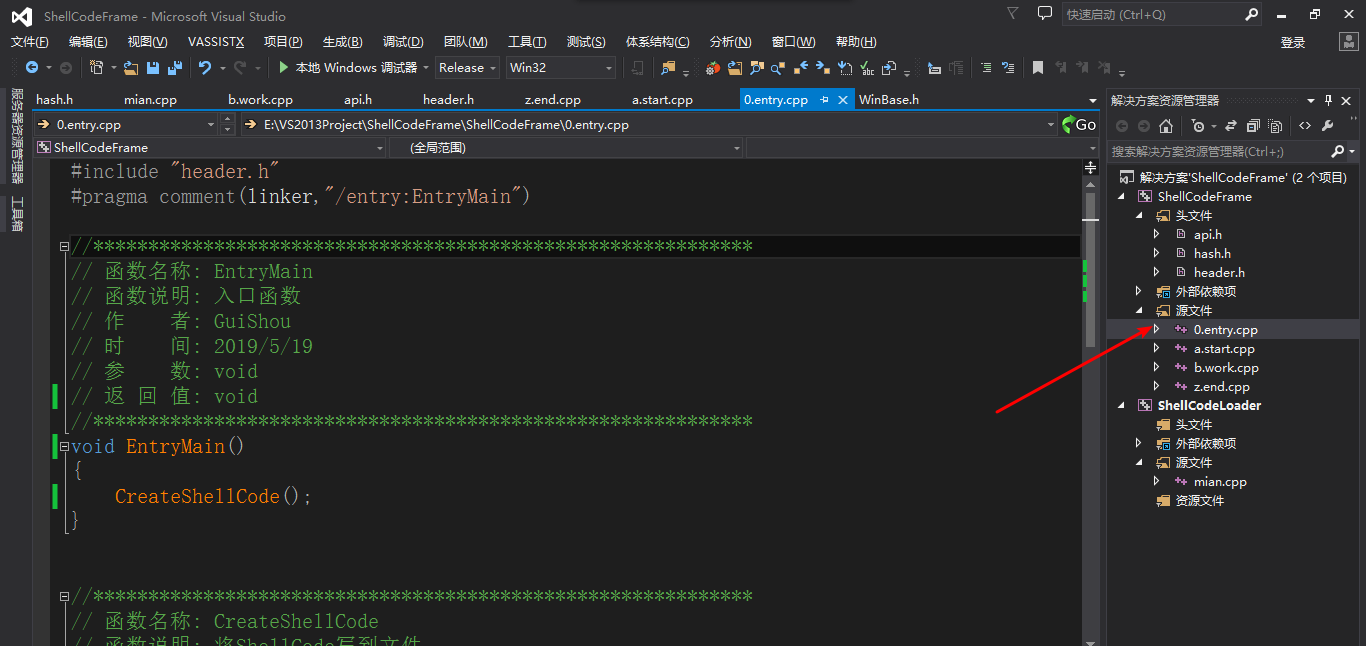 ShellCodeFrame - Microsoft Visual Studio
快速启动 (Ctrl+Q)
文件(F) 编辑(E) 视图(V) VASSISTX 项目(P) 生成(B) 调试(D) 团队(M) 工具(T) 测试(S) 体系结构(C) 分析(N) 窗口(W) 帮助(H) 登录
本地 Windows 调试器 Release Win32
服务器资源管理器
工具箱
hash.h mian.cpp b.work.cpp api.h header.h z.end.cpp a.start.cpp 0.entry.cpp WinBase.h
0.entry.cpp E:\VS2013Project\ShellCodeFrame\ShellCodeFrame\0.entry.cpp Go
ShellCodeFrame (全局范围)
#include "header.h"
#pragma comment(linker,"/entry:EntryMain")
//************************************************************
// 函数名称: EntryMain
// 函数说明: 入口函数
// 作    者: GuiShou
// 时    间: 2019/5/19
// 参    数: void
// 返 回 值: void
//************************************************************
void EntryMain()
{
    CreateShellCode();
}
//************************************************************
// 函数名称: CreateShellCode
// 函数说明: 将ShellCode写到文件
解决方案资源管理器
搜索解决方案资源管理器(Ctrl+;)
解决方案'ShellCodeFrame' (2 个项目)
ShellCodeFrame
头文件
api.h
hash.h
header.h
外部依赖项
源文件
0.entry.cpp
a.start.cpp
b.work.cpp
z.end.cpp
ShellCodeLoader
头文件
外部依赖项
源文件
mian.cpp
资源文件